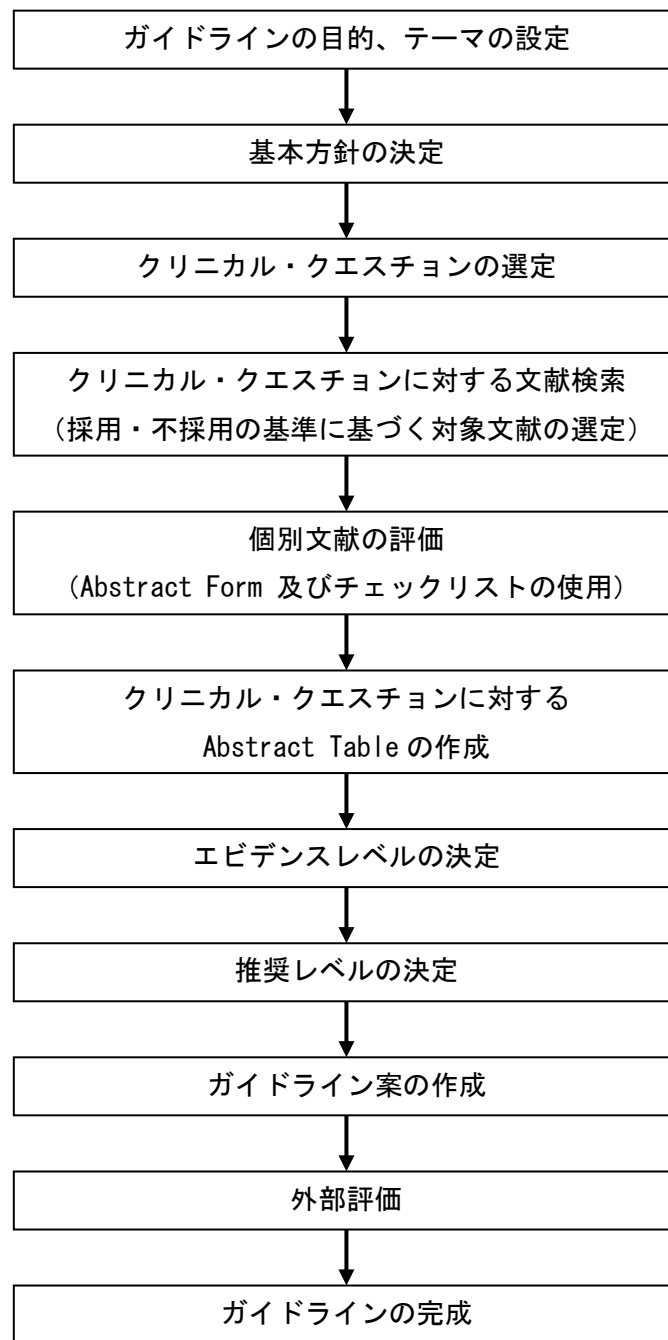 ガイドラインの目的、テーマの設定
基本方針の決定
クリニカル・クエスチョンの選定
クリニカル・クエスチョンに対する文献検索
（採用・不採用の基準に基づく対象文献の選定）
個別文献の評価
（Abstract Form 及びチェックリストの使用）
クリニカル・クエスチョンに対する
Abstract Table の作成
エビデンスレベルの決定
推奨レベルの決定
ガイドライン案の作成
外部評価
ガイドラインの完成